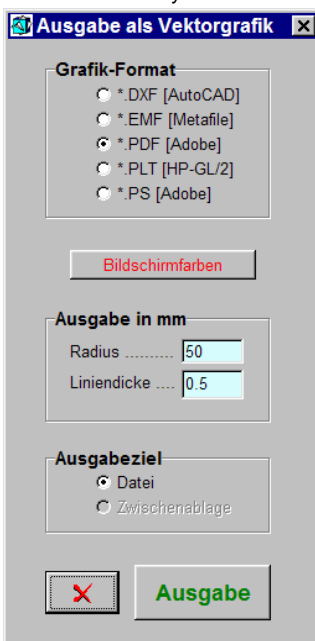 Ausgabe als Vektorgrafik
Grafik-Format
*.DXF [AutoCAD]
*.EMF [Metafile]
*.PDF [Adobe]
*.PLT [HP-GL/2]
*.PS [Adobe]
Bildschirmfarben
Ausgabe in mm
Radius .......... 50
Liniendicke .... 0.5
Ausgabeziel
Datei
Zwischenablage
Ausgabe